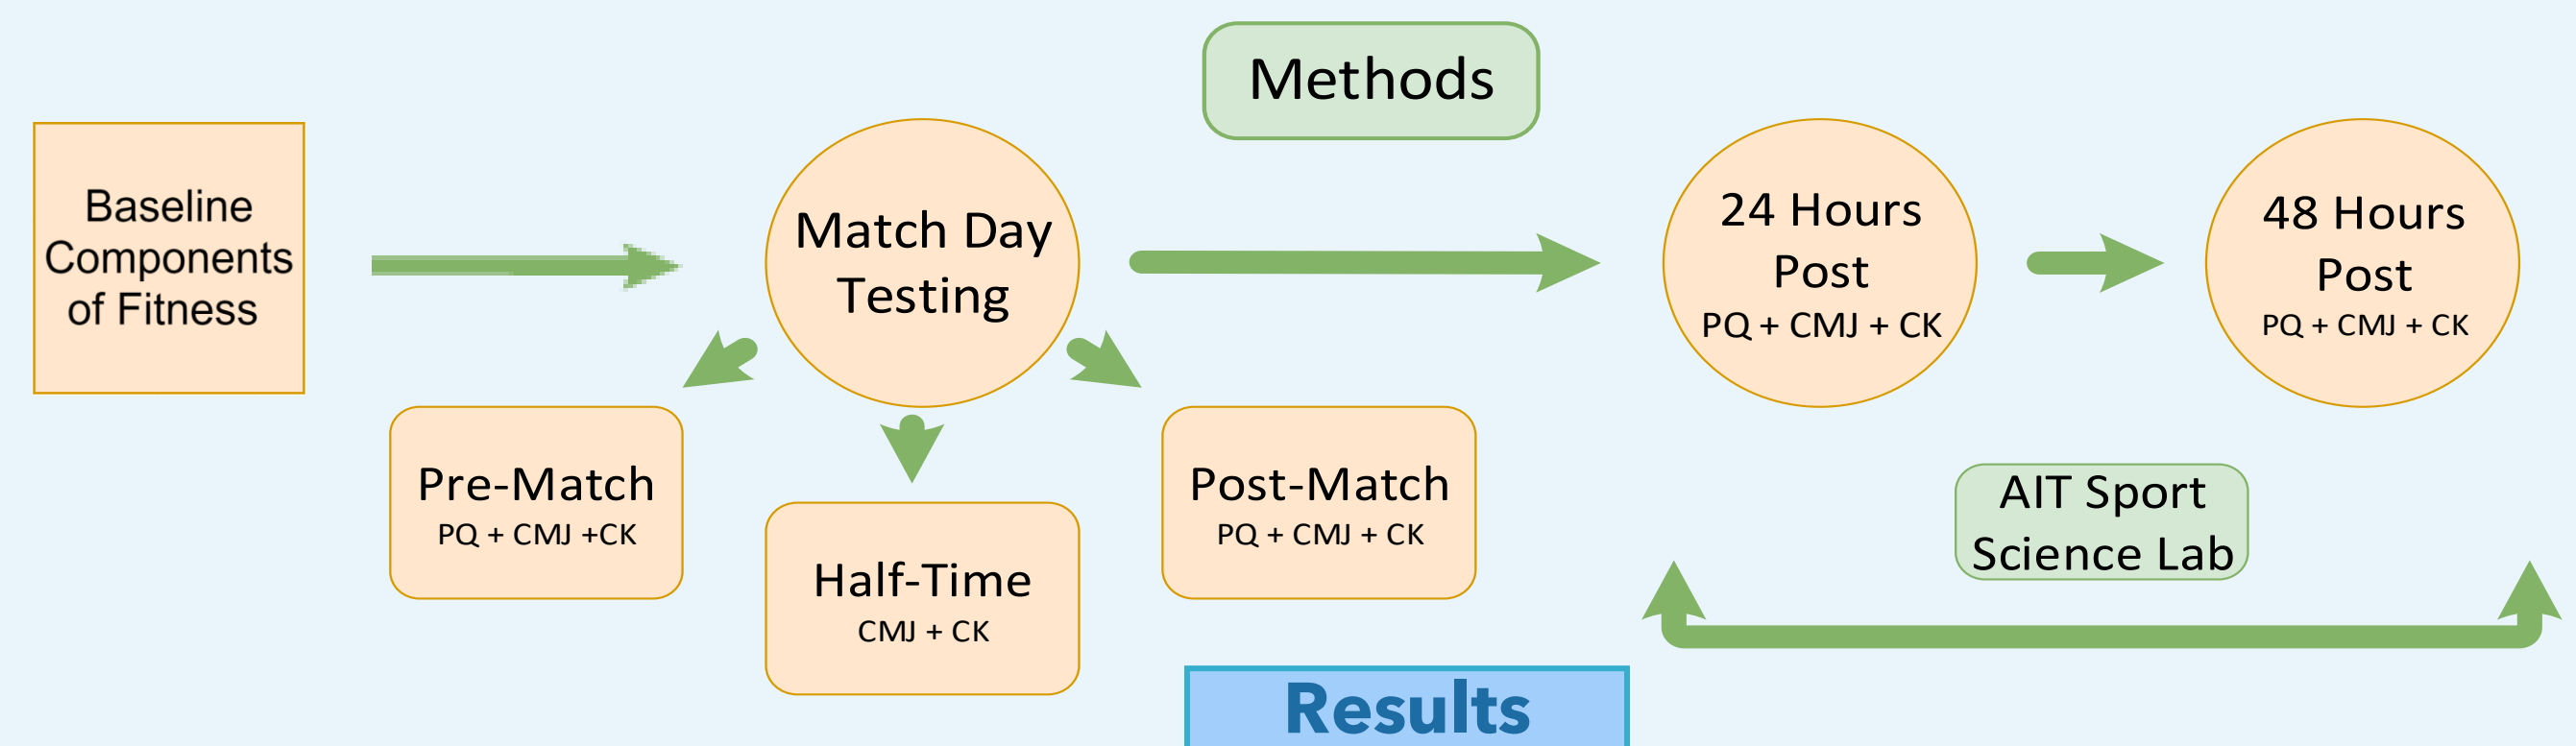 Methods
Baseline
Components
of Fitness
Match Day
Testing
24 Hours
Post
PQ + CMJ + CK
48 Hours
Post
PQ + CMJ + CK
Pre-Match
PQ + CMJ +CK
Half-Time
CMJ + CK
Post-Match
PQ + CMJ + CK
AIT Sport
Science Lab
Results